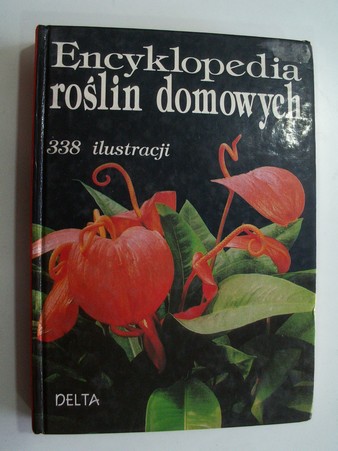 Encyklopedia
roślin domowych
338 ilustracji
DELTA